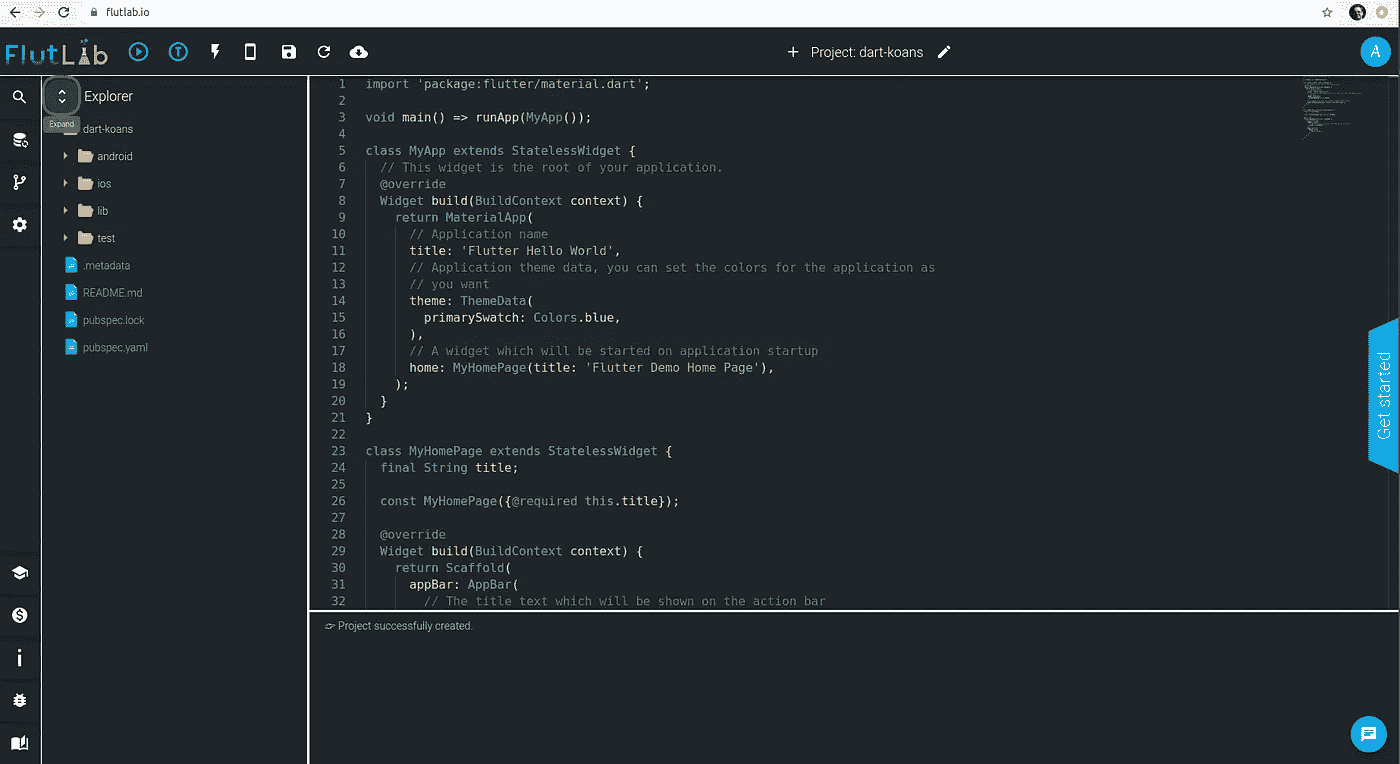 flutlab.io
FlutLab
T
Project: dart-koans
A
Explorer
Expand
dart-koans
android
ios
lib
test
.metadata
README.md
pubspec.lock
pubspec.yaml
1 import 'package:flutter/material.dart';
2
3 void main() => runApp(MyApp());
4
5 class MyApp extends StatelessWidget {
6 // This widget is the root of your application.
7 @override
8 Widget build(BuildContext context) {
9 return MaterialApp(
10 // Application name
11 title: 'Flutter Hello World',
12 // Application theme data, you can set the colors for the application as
13 // you want
14 theme: ThemeData(
15 primarySwatch: Colors.blue,
16 ),
17 // A widget which will be started on application startup
18 home: MyHomePage(title: 'Flutter Demo Home Page'),
19 );
20 }
21 }
22
23 class MyHomePage extends StatelessWidget {
24 final String title;
25
26 const MyHomePage({@required this.title});
27
28 @override
29 Widget build(BuildContext context) {
30 return Scaffold(
31 appBar: AppBar(
32 // The title text which will be shown on the action bar
Get started
Project successfully created.